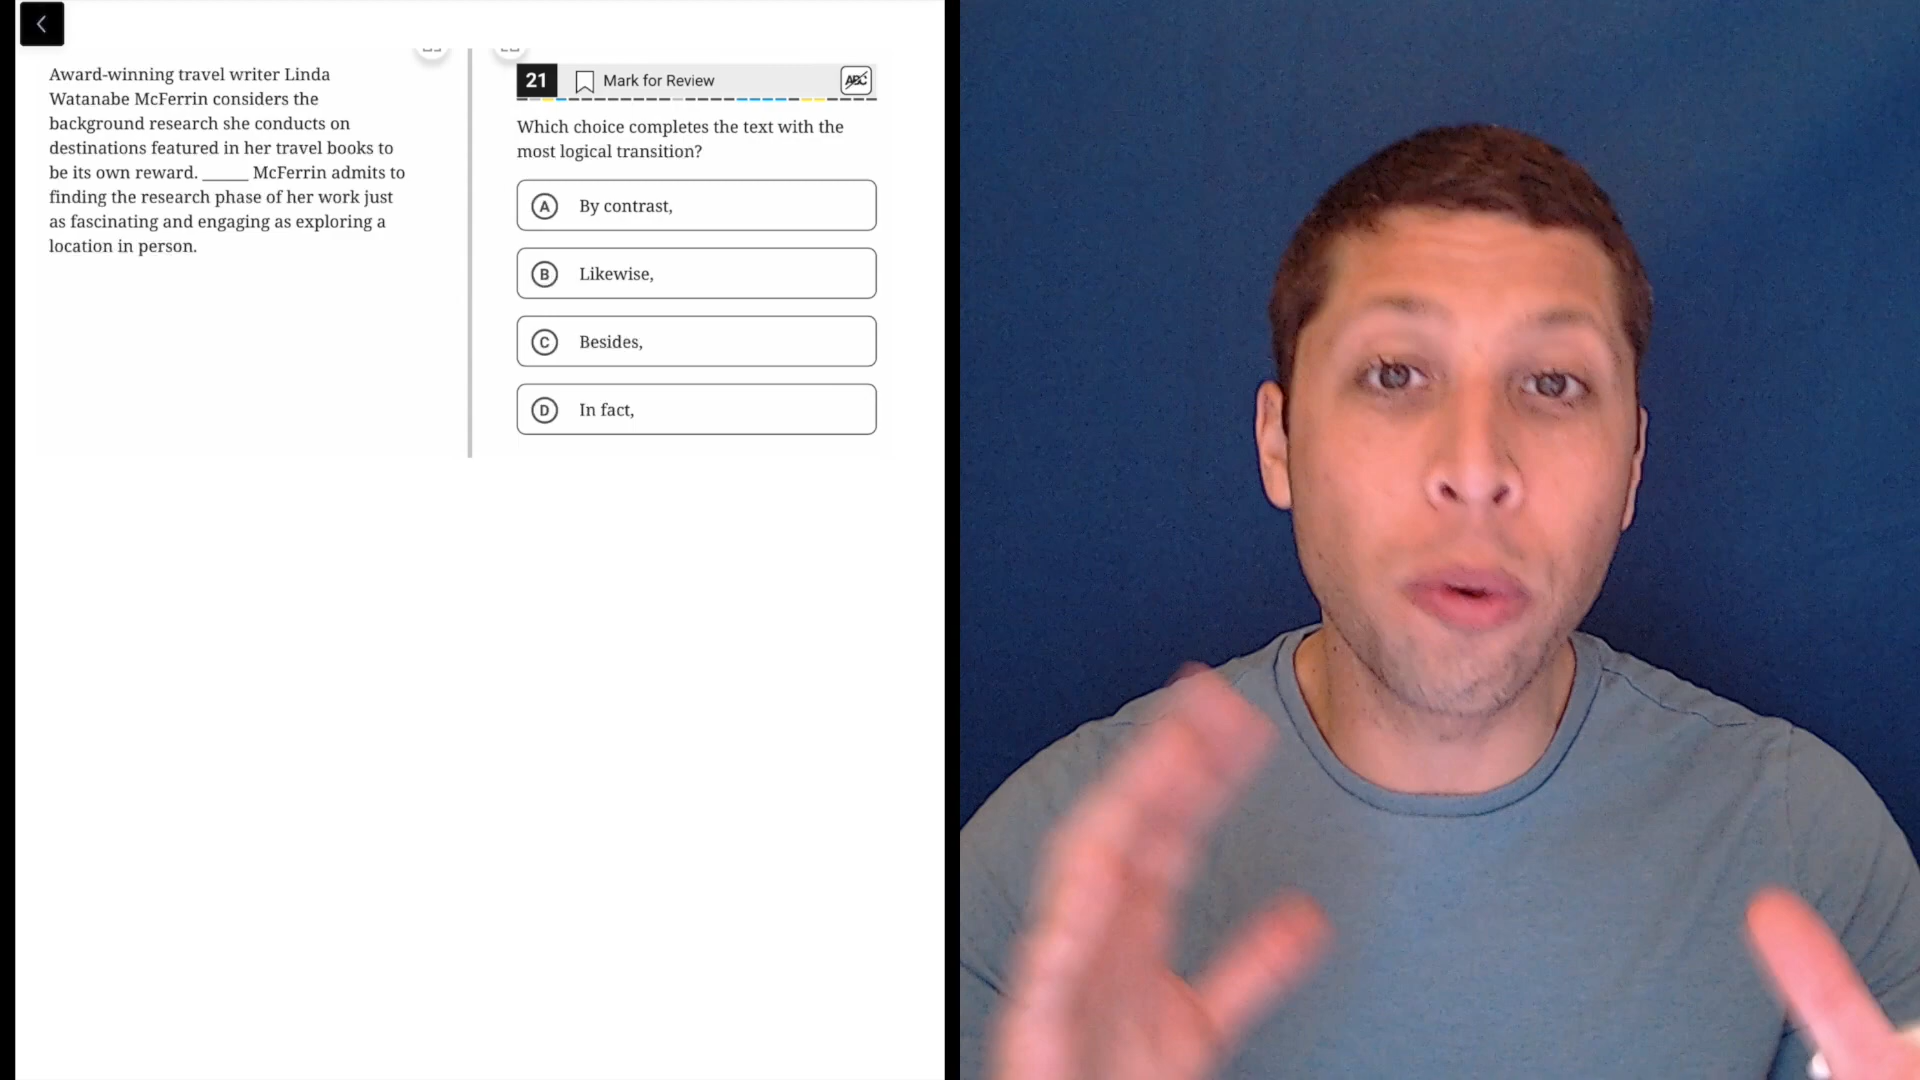 Award-winning travel writer Linda
Watanabe McFerrin considers the
background research she conducts on
destinations featured in her travel books to
be its own reward. ______ McFerrin admits to
finding the research phase of her work just
as fascinating and engaging as exploring a
location in person.
21 Mark for Review ABC
Which choice completes the text with the
most logical transition?
A By contrast,
B Likewise,
C Besides,
D In fact,